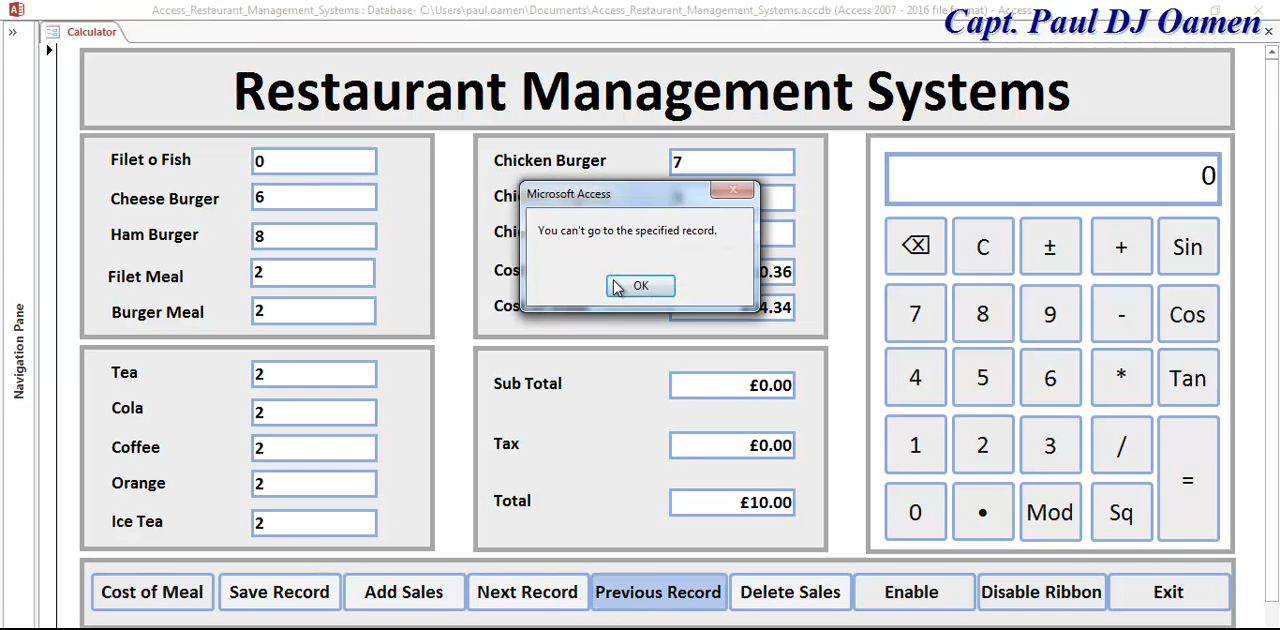 Access_Restaurant_Management_Systems : Database- C:\Users\paul.oamen\Documents\Access_Restaurant_Management_Systems.accdb (Access 2007 - 2016 file format) - Access
Capt. Paul DJ Oamen
Calculator
Navigation Pane
Restaurant Management Systems
Filet o Fish 0
Cheese Burger 6
Ham Burger 8
Filet Meal 2
Burger Meal 2
Chicken Burger 7
Microsoft Access
You can't go to the specified record.
OK
0.36
4.34
Tea 2
Cola 2
Coffee 2
Orange 2
Ice Tea 2
Sub Total £0.00
Tax £0.00
Total £10.00
0
C ± + Sin
7 8 9 - Cos
4 5 6 * Tan
1 2 3 /
=
0 • Mod Sq
Cost of Meal Save Record Add Sales Next Record Previous Record Delete Sales Enable Disable Ribbon Exit